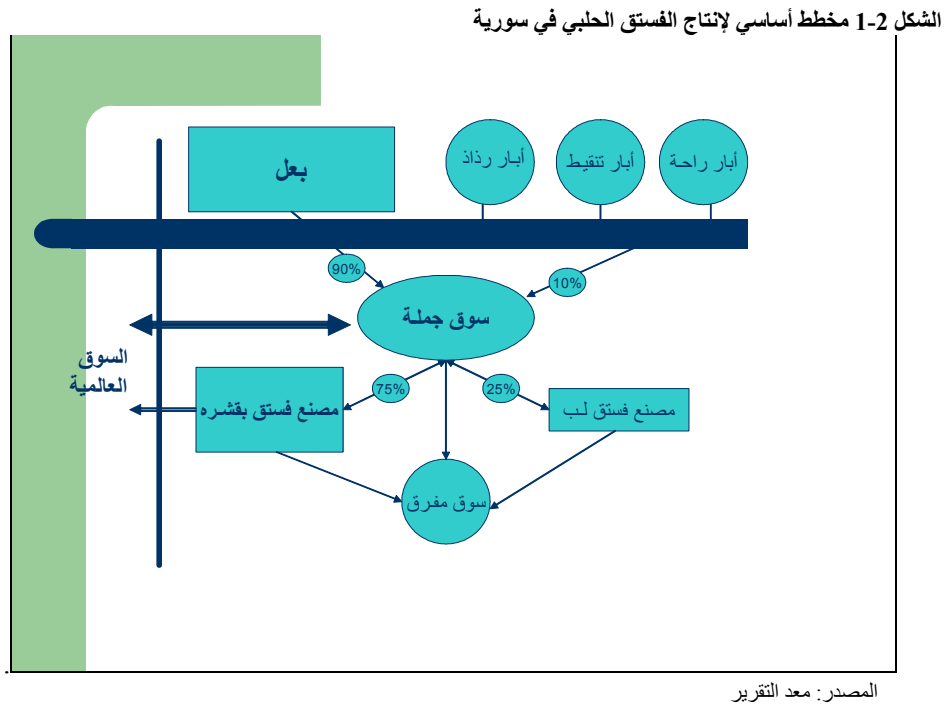 الشكل 2-1 مخطط أساسي لإنتاج الفستق الحلبي في سورية
أبار راحة
أبار تنقيط
أبار رذاذ
بعل
10%
90%
سوق جملة
السوق
العالمية
25%
75%
مصنع فستق لب
مصنع فستق بقشره
سوق مفرق
المصدر: معد التقرير